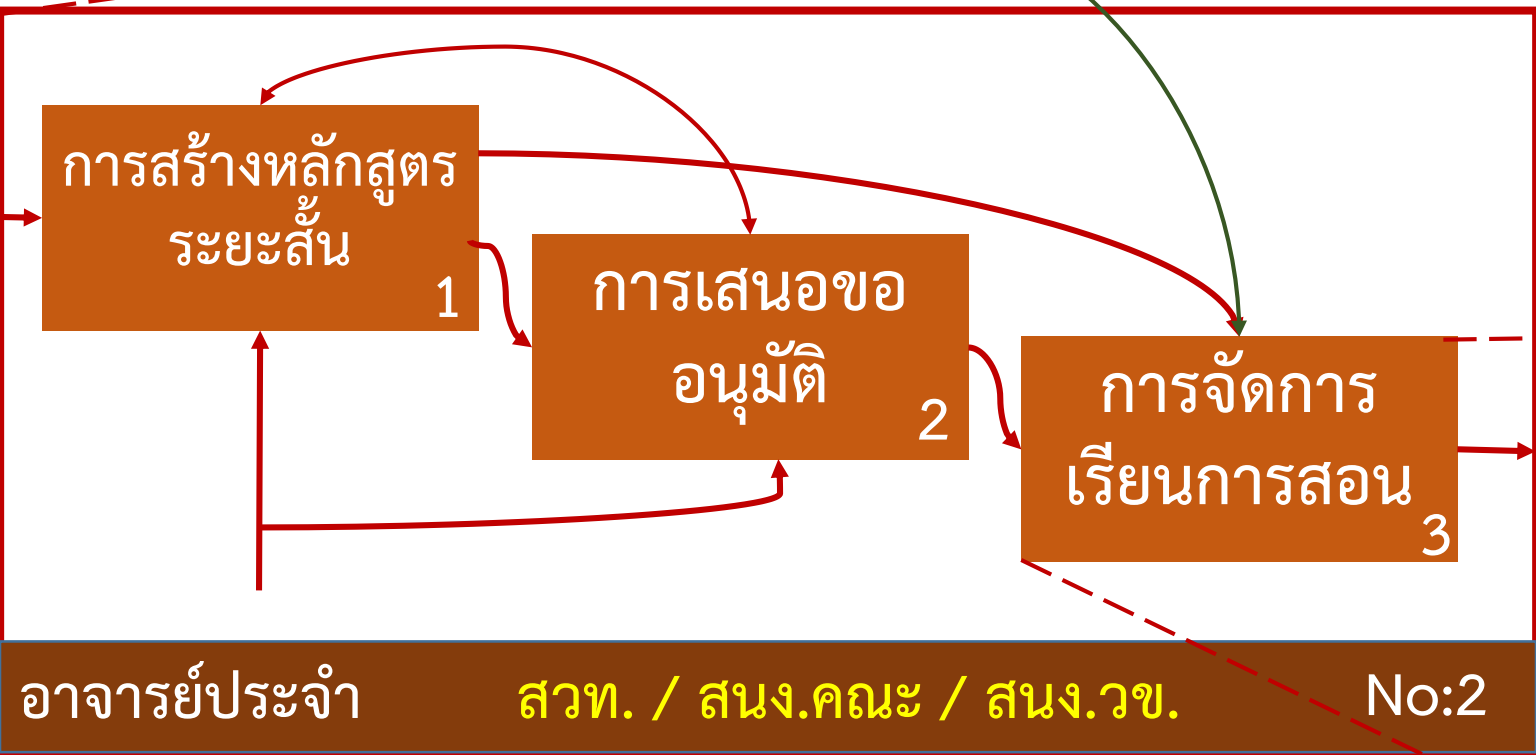 การสร้างหลักสูตร
ระยะสั้น
1
การเสนอขอ
อนุมัติ
2
การจัดการ
เรียนการสอน
3
อาจารย์ประจำ สวท. / สนง.คณะ / สนง.วข. No:2